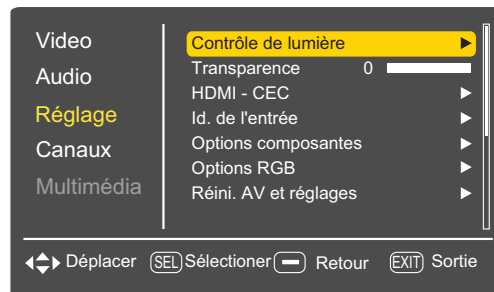 Video
Audio
Réglage
Canaux
Multimédia
Contrôle de lumière
Transparence 0
HDMI - CEC
Id. de l'entrée
Options composantes
Options RGB
Réini. AV et réglages
Déplacer SEL Sélectioner Retour EXIT Sortie